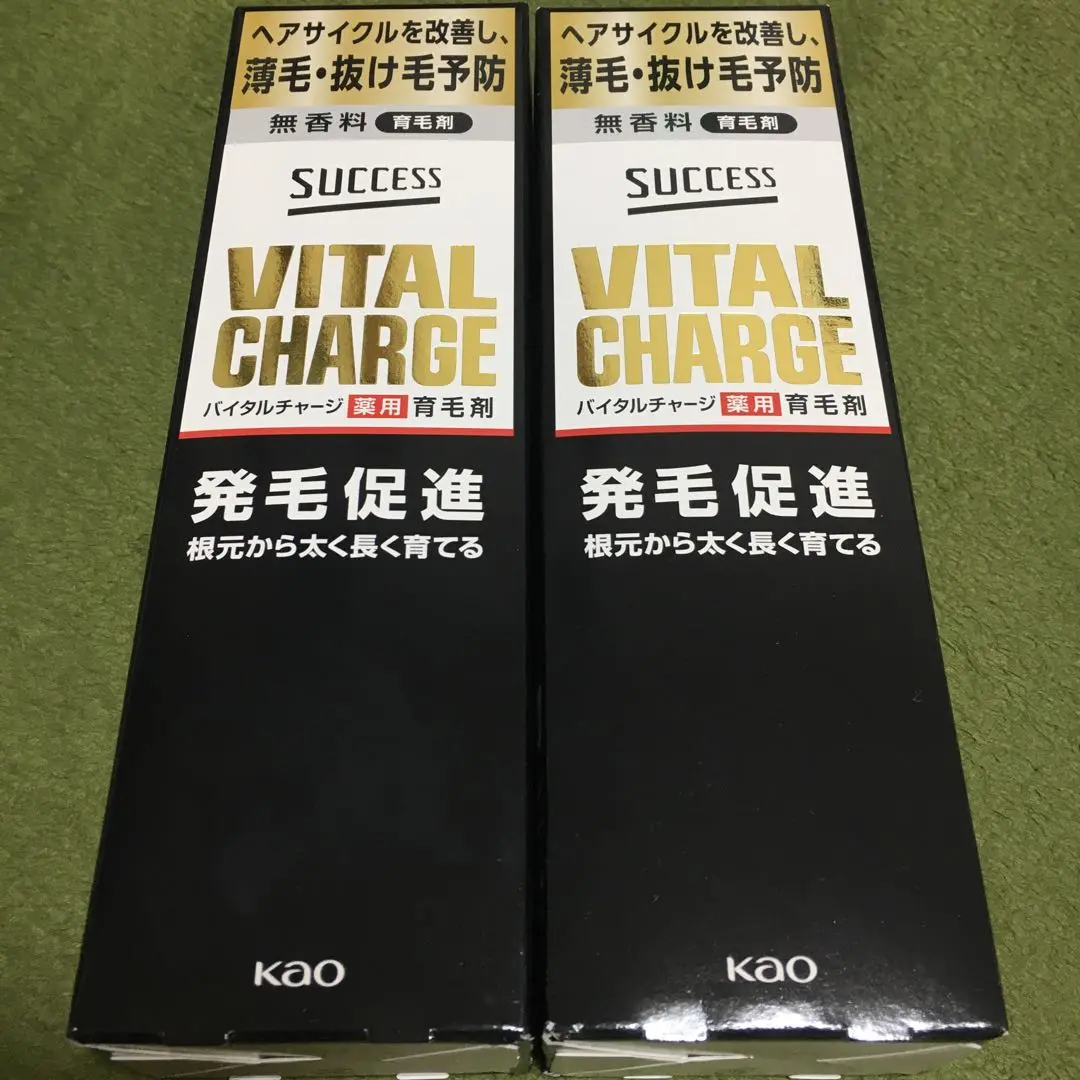 ヘアサイクルを改善し、
薄毛・抜け毛予防
無香料 育毛剤
SUCCESS
VITAL
CHARGE
バイタルチャージ 薬用 育毛剤
発毛促進
根元から太く長く育てる
Kao
ヘアサイクルを改善し、
薄毛・抜け毛予防
無香料 育毛剤
SUCCESS
VITAL
CHARGE
バイタルチャージ 薬用 育毛剤
発毛促進
根元から太く長く育てる
Kao